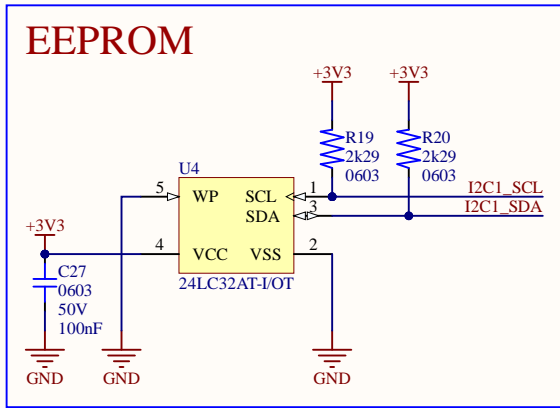 EEPROM
+3V3
+3V3
R19
2k29
0603
R20
2k29
0603
U4
5
WP
SCL
1
I2C1_SCL
SDA
3
I2C1_SDA
+3V3
4
VCC
VSS
2
24LC32AT-I/OT
C27
0603
50V
100nF
GND
GND
GND